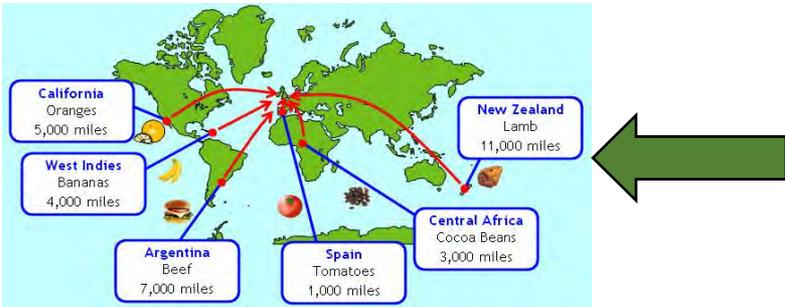 California
Oranges
5,000 miles
West Indies
Bananas
4,000 miles
Argentina
Beef
7,000 miles
Spain
Tomatoes
1,000 miles
Central Africa
Cocoa Beans
3,000 miles
New Zealand
Lamb
11,000 miles